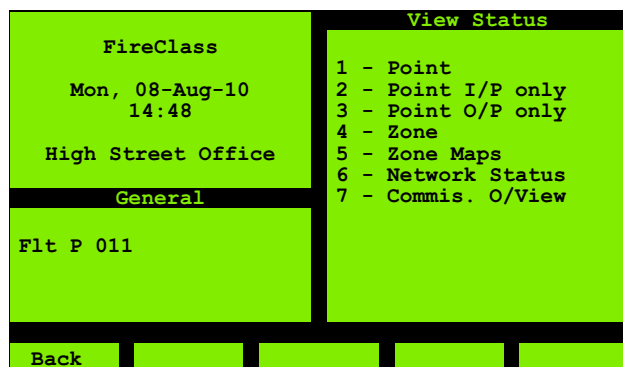 FireClass
Mon, 08-Aug-10
14:48
High Street Office
General
Flt P 011
View Status
1 - Point
2 - Point I/P only
3 - Point O/P only
4 - Zone
5 - Zone Maps
6 - Network Status
7 - Commis. O/View
Back